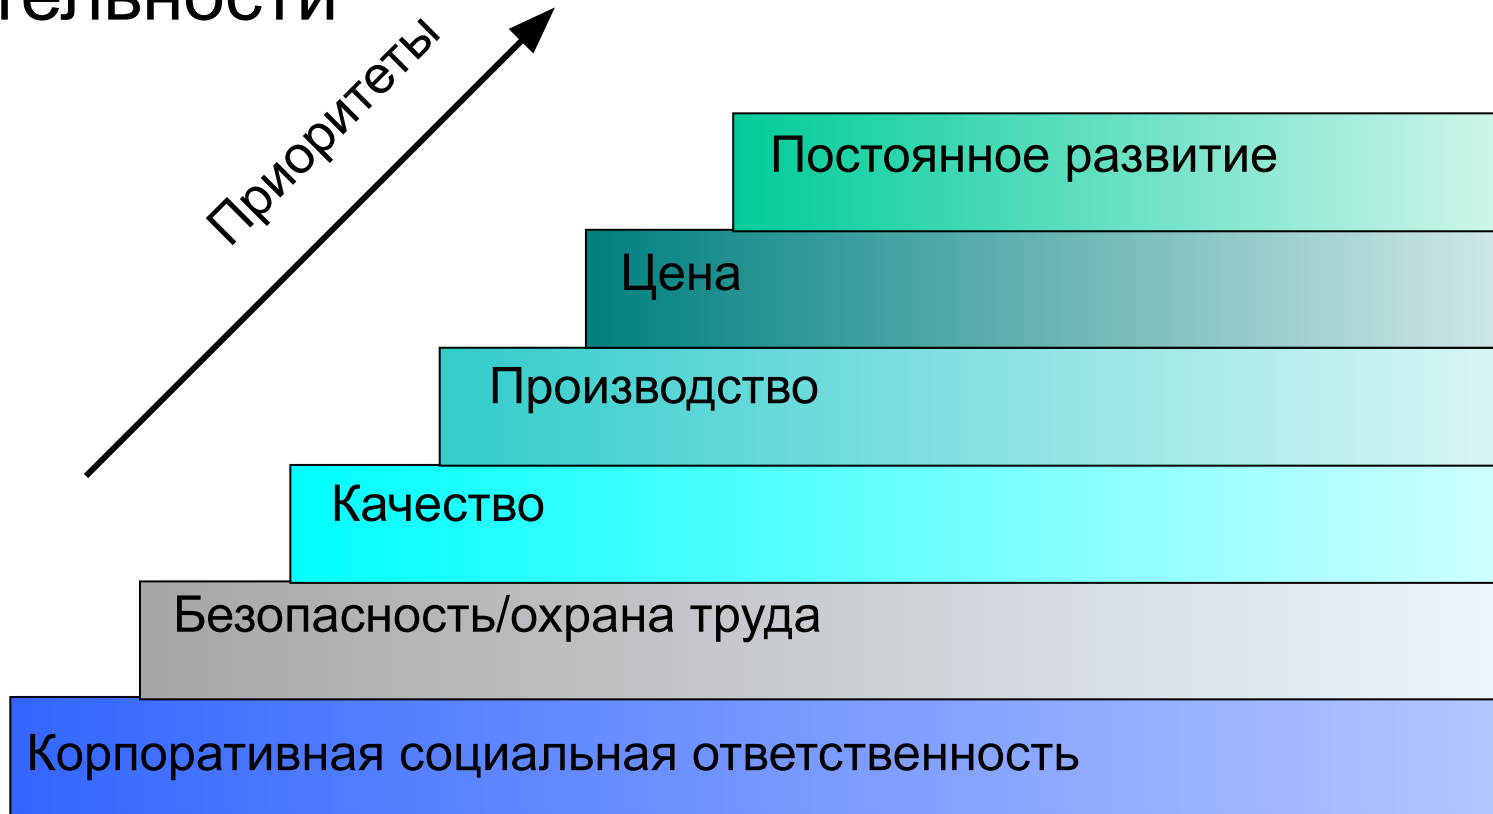 Приоритеты
Постоянное развитие
Цена
Производство
Качество
Безопасность/охрана труда
Корпоративная социальная ответственность